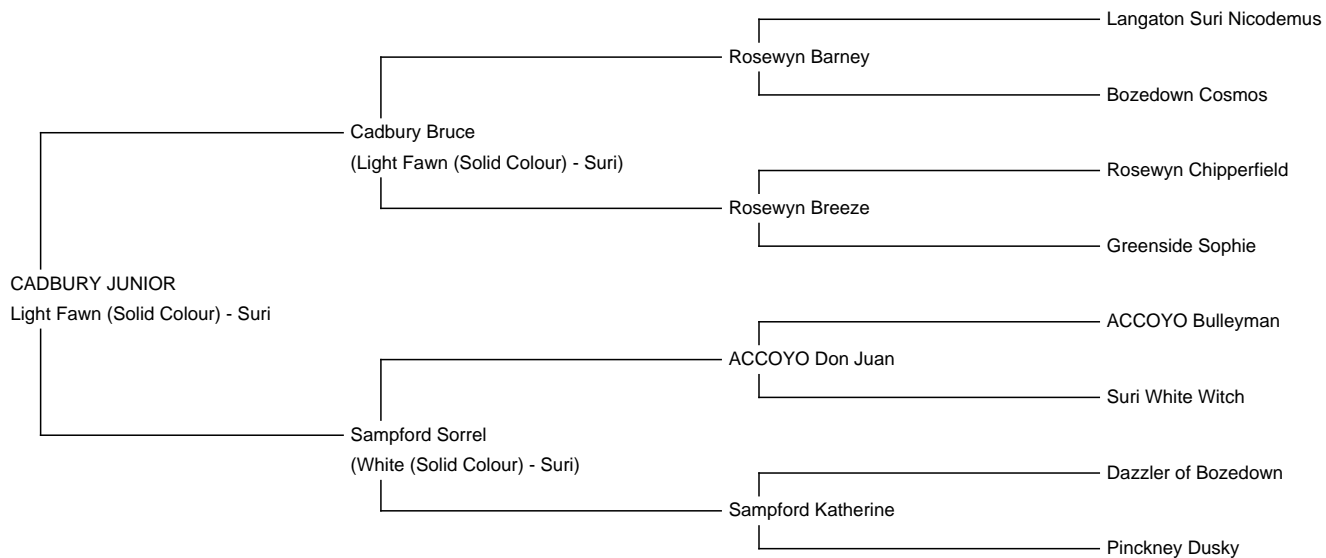 Langaton Suri Nicodemus
Rosewyn Barney
Bozedown Cosmos
Cadbury Bruce
(Light Fawn (Solid Colour) - Suri)
Rosewyn Chipperfield
Rosewyn Breeze
Greenside Sophie
CADBURY JUNIOR
Light Fawn (Solid Colour) - Suri
ACCOYO Bulleyman
ACCOYO Don Juan
Suri White Witch
Sampford Sorrel
(White (Solid Colour) - Suri)
Dazzler of Bozedown
Sampford Katherine
Pinckney Dusky